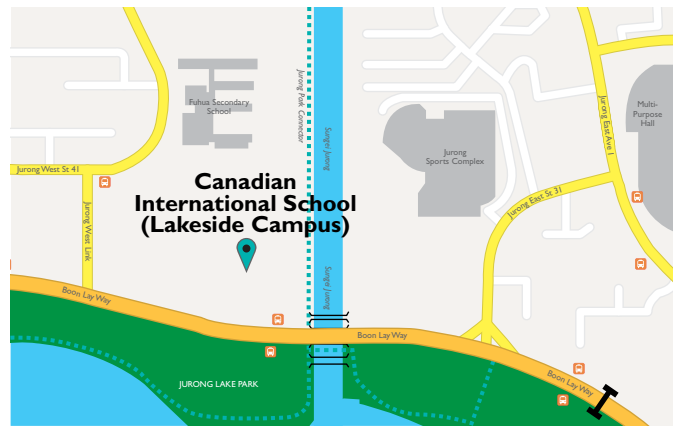 Jurong Park Connector
Sungei Jurong
Fuhua Secondary
School
Jurong East Ave 1
Multi-
Purpose
Hall
Jurong
Sports Complex
Jurong West St 41
Canadian
International School
(Lakeside Campus)
Jurong East St 31
Jurong West Link
Sungei Jurong
Boon Lay Way
Boon Lay Way
Boon Lay Way
JURONG LAKE PARK